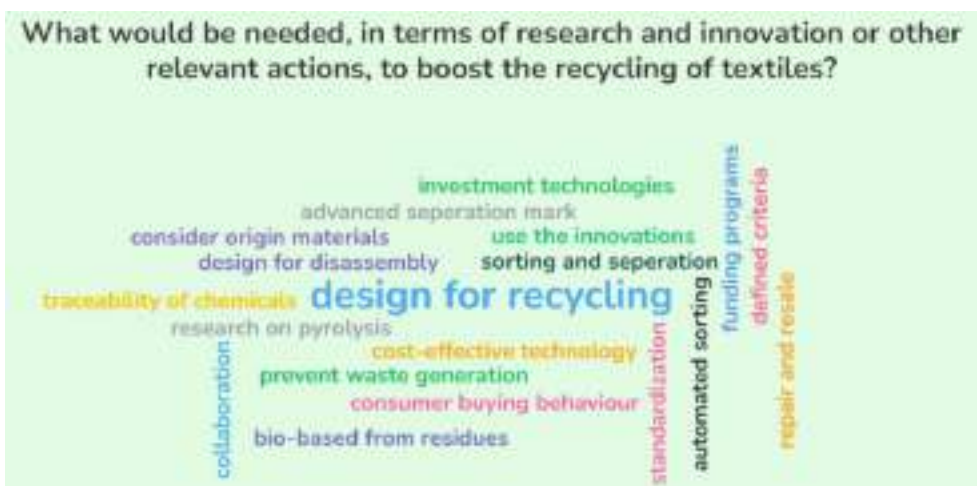 What would be needed, in terms of research and innovation or other
relevant actions, to boost the recycling of textiles?
investment technologies
advanced seperation mark
consider origin materials
use the innovations
design for disassembly
sorting and seperation
traceability of chemicals
design for recycling
research on pyrolysis
cost-effective technology
prevent waste generation
consumer buying behaviour
bio-based from residues
collaboration
standardization
automated sorting
funding programs
defined criteria
repair and resale